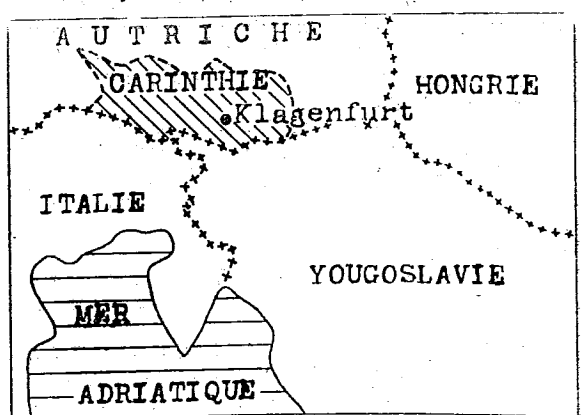 AUTRICHE
CARINTHIE
HONGRIE
Klagenfurt
ITALIE
YOUGOSLAVIE
MER
ADRIATIQUE